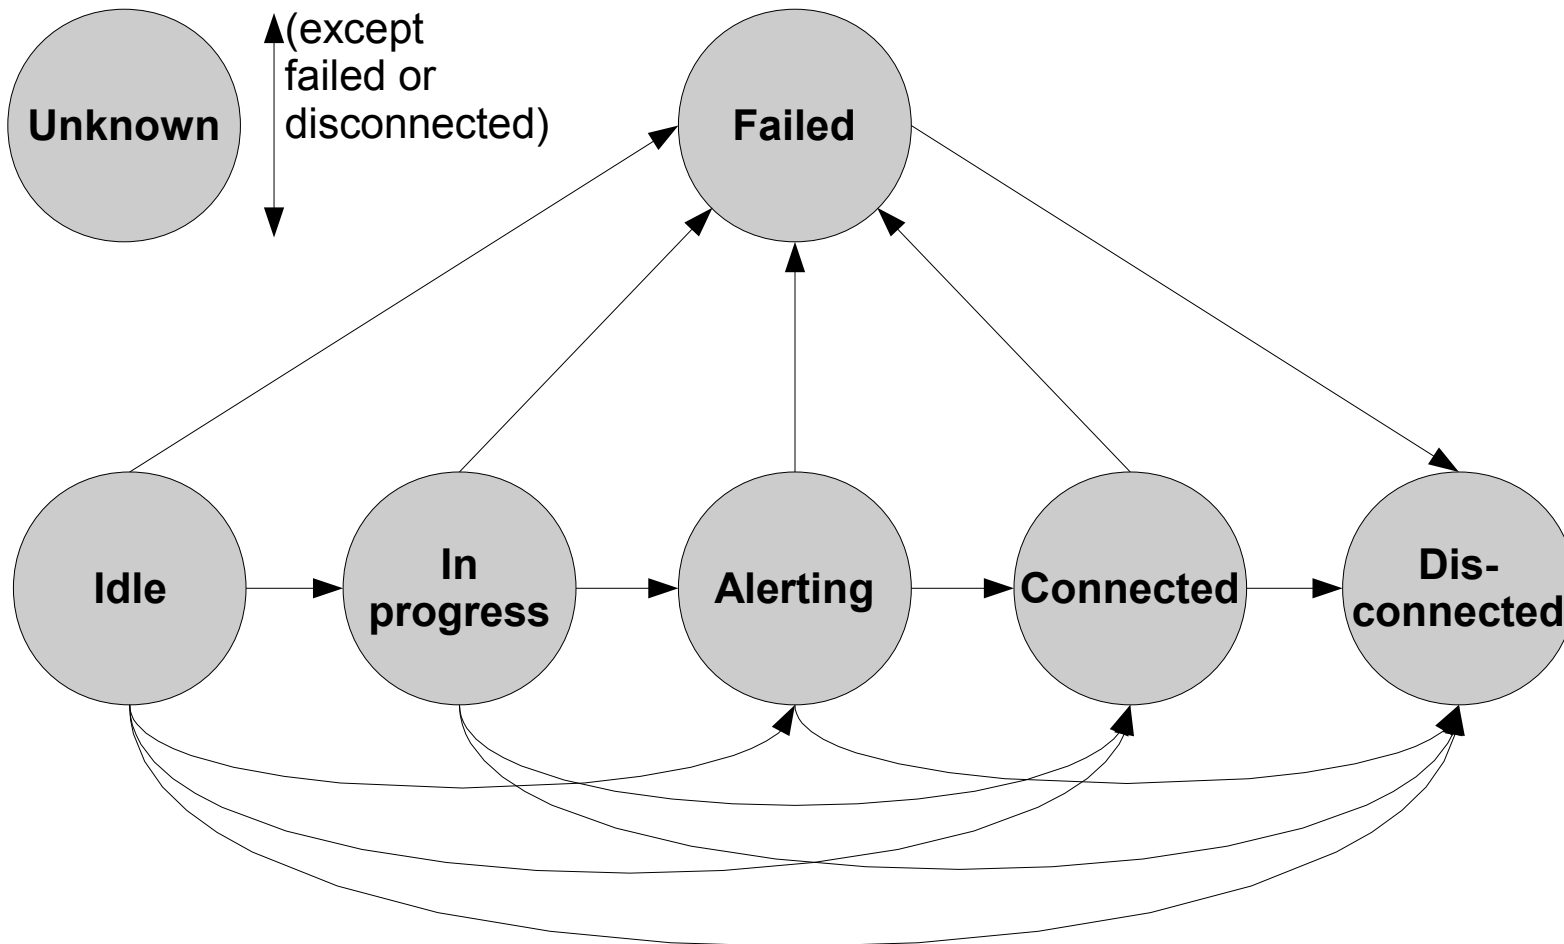 Unknown
(except
failed or
disconnected)
Failed
Idle
In
progress
Alerting
Connected
Dis-
connected